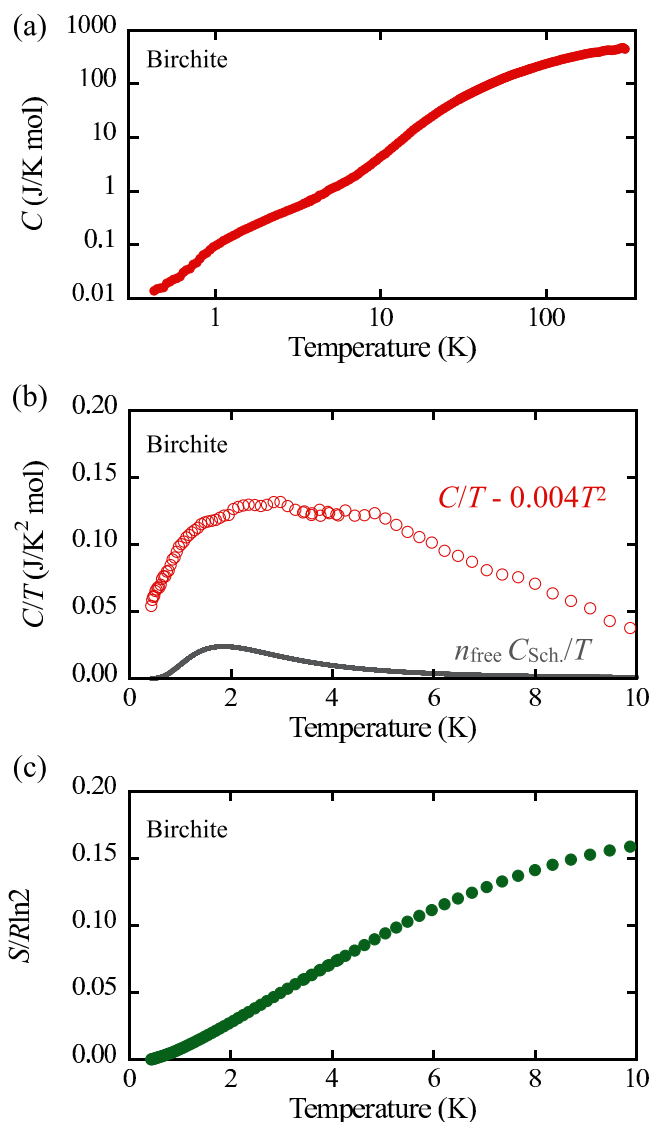 (a)
1000
100
10
1
0.1
0.01
C (J/K mol)
Birchite
1 10 100
Temperature (K)
(b)
0.20
0.15
0.10
0.05
0.00
C/T (J/K² mol)
Birchite
C/T - 0.004T²
n_free C_Sch./T
0 2 4 6 8 10
Temperature (K)
(c)
0.20
0.15
0.10
0.05
0.00
S/Rln2
Birchite
0 2 4 6 8 10
Temperature (K)